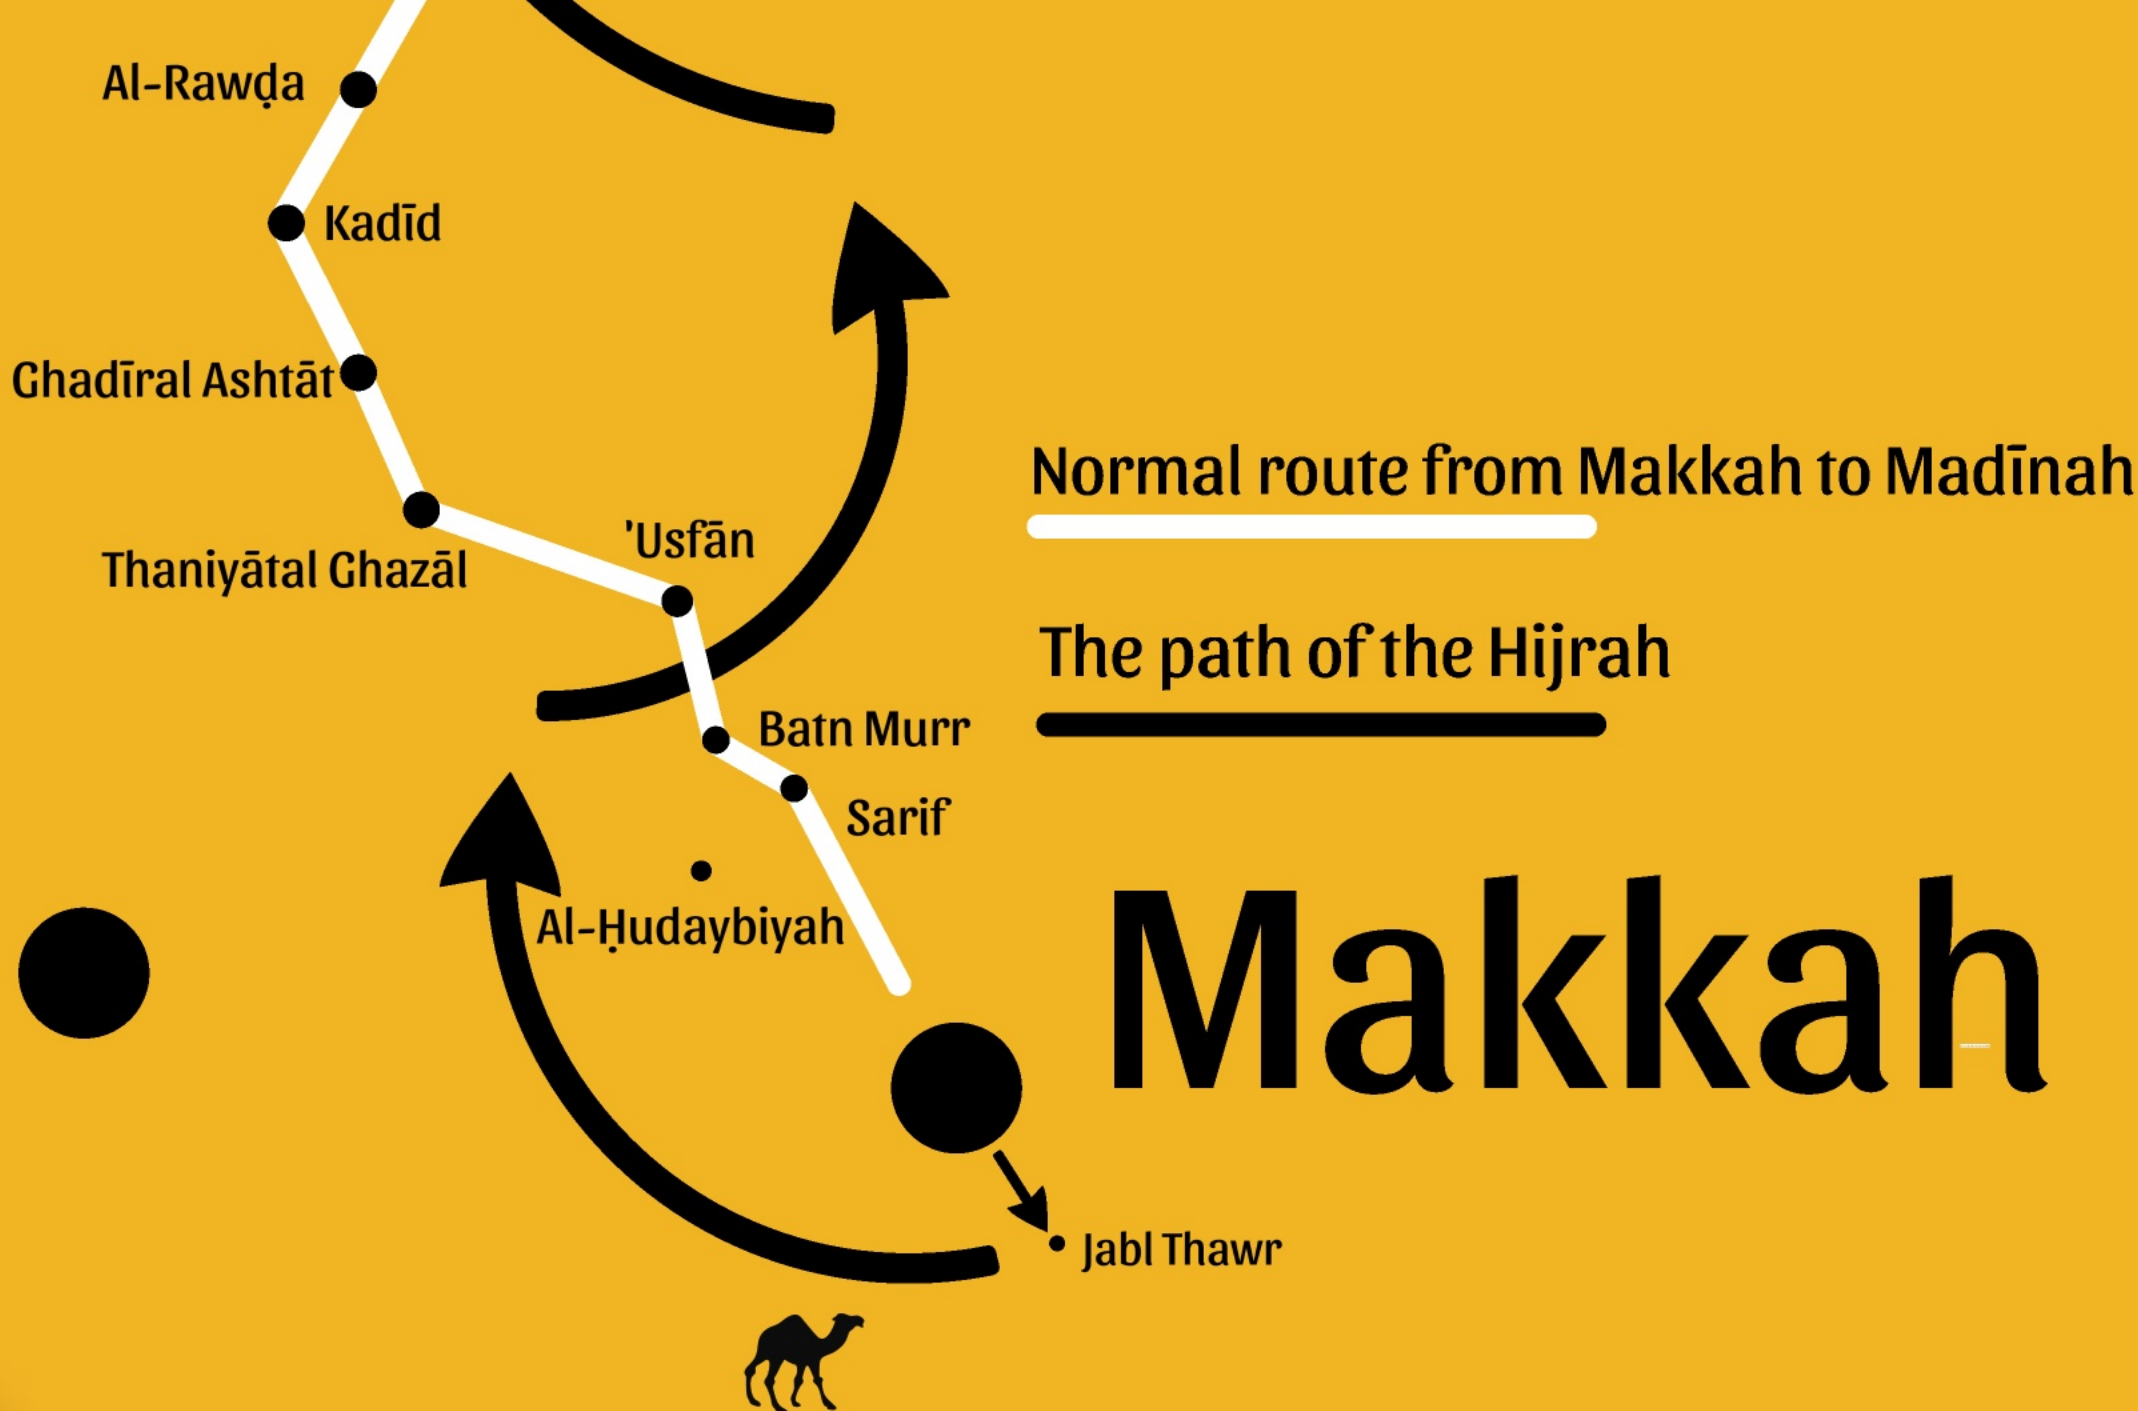 Al-Rawḍa
Kadīd
Ghadīral Ashtāt
Normal route from Makkah to Madīnah
'Usfān
Thaniyātal Ghazāl
The path of the Hijrah
Batn Murr
Sarif
Al-Ḥudaybiyah
Makkah
Jabl Thawr